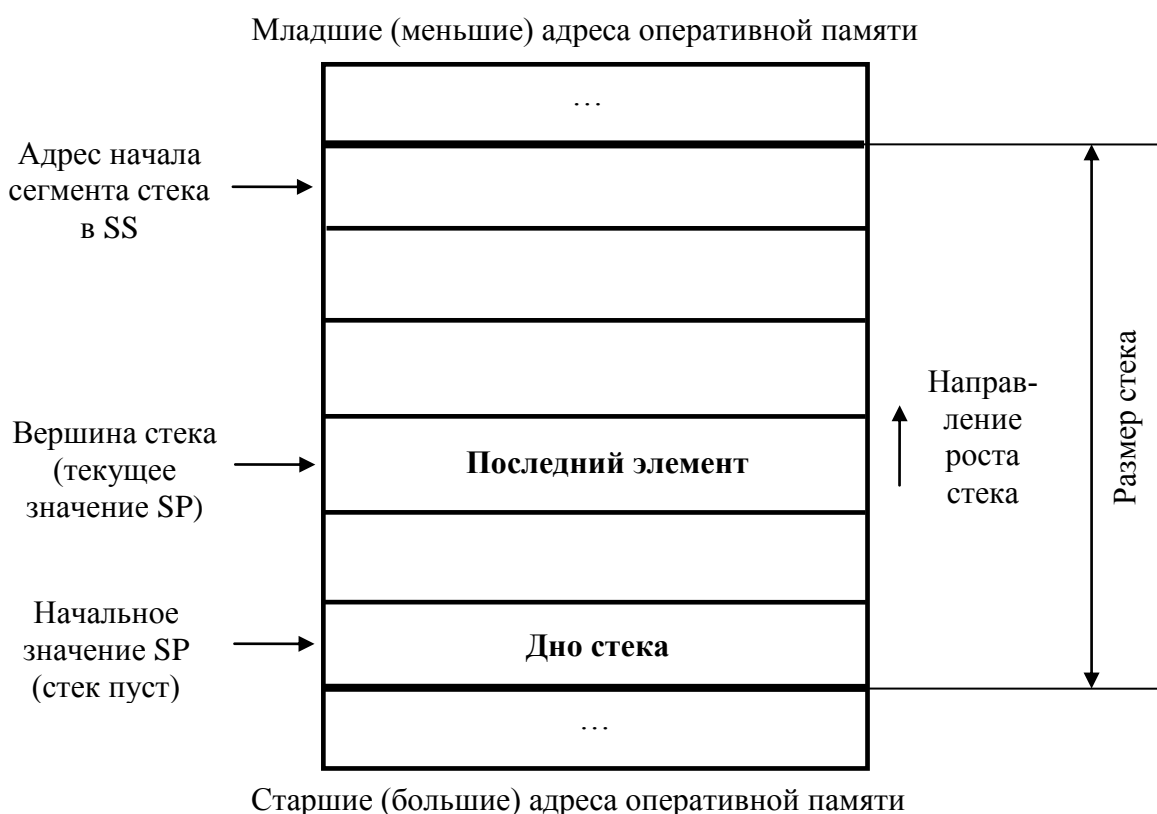 Младшие (меньшие) адреса оперативной памяти
…
Адрес начала
сегмента стека
в SS
Вершина стека
(текущее
значение SP)
Последний элемент
Направ-
ление
роста
стека
Размер стека
Начальное
значение SP
(стек пуст)
Дно стека
…
Старшие (большие) адреса оперативной памяти